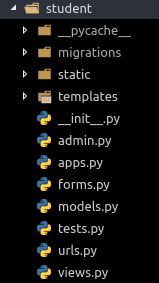 student
__pycache__
migrations
static
templates
__init__.py
admin.py
apps.py
forms.py
models.py
tests.py
urls.py
views.py